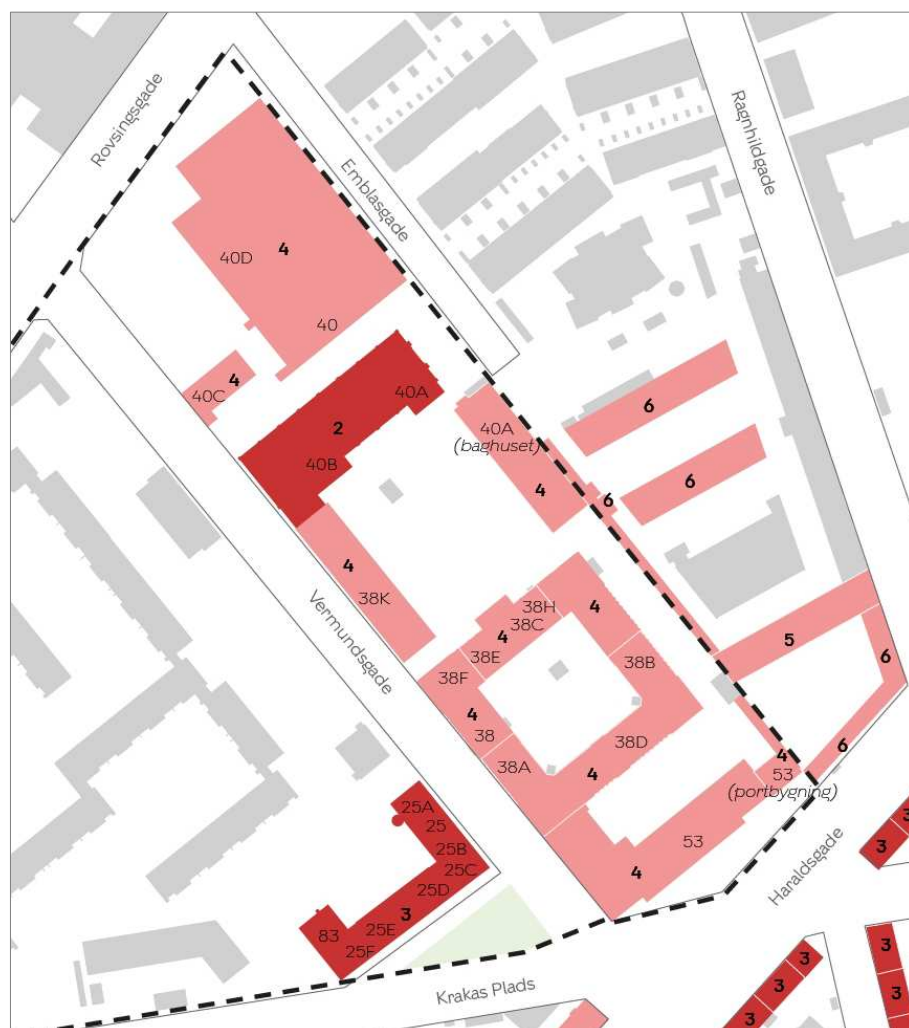 Rovsingsgade
Emblasgade
Ragnhildgade
4
40D
40
4
40C
40A
2
40B
6
40A
(baghuset)
6
4
6
4
38K
Vermundsgade
38H
38C
4
4
38E
38B
38F
5
6
4
38
38D
38A
4
6
4
53
(portbygning)
25A
25
25B
25C
25D
3
25E
25F
83
53
4
Haraldsgade
3
3
3
3
3
3
3
3
Krakas Plads